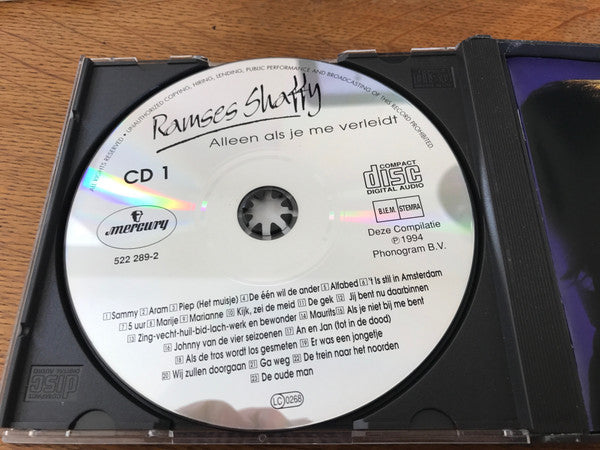 ALL RIGHTS RESERVED • UNAUTHORIZED COPYING, HIRING, LENDING, PUBLIC PERFORMANCE AND BROADCASTING OF THIS RECORD PROHIBITED.
Ramses Shaffy
Alleen als je me verleidt
CD 1
COMPACT
disc
DIGITAL AUDIO
mercury
522 289-2
B.I.E.M. STEMRA
Deze Compilatie
℗ 1994
Phonogram B.V.
1 Sammy 2 Aram 3 Piep (Het muisje) 4 De één wil de ander 5 Alfabed 6 't Is stil in Amsterdam
7 5 uur 8 Marije 9 Marianne 10 Kijk, zei de meid 11 De gek 12 Jij bent nu daarbinnen
13 Zing-vecht-huil-bid-lach-werk en bewonder 14 Maurits 15 Als je niet bij me bent
16 Johnny van de vier seizoenen 17 An en Jan (tot in de dood)
18 Als de tros wordt los gesmeten 19 Er was een jongetje
20 Wij zullen doorgaan 21 Ga weg 22 De trein naar het noorden
23 De oude man
LC 0268
COMPACT
disc
DIGITAL AUDIO